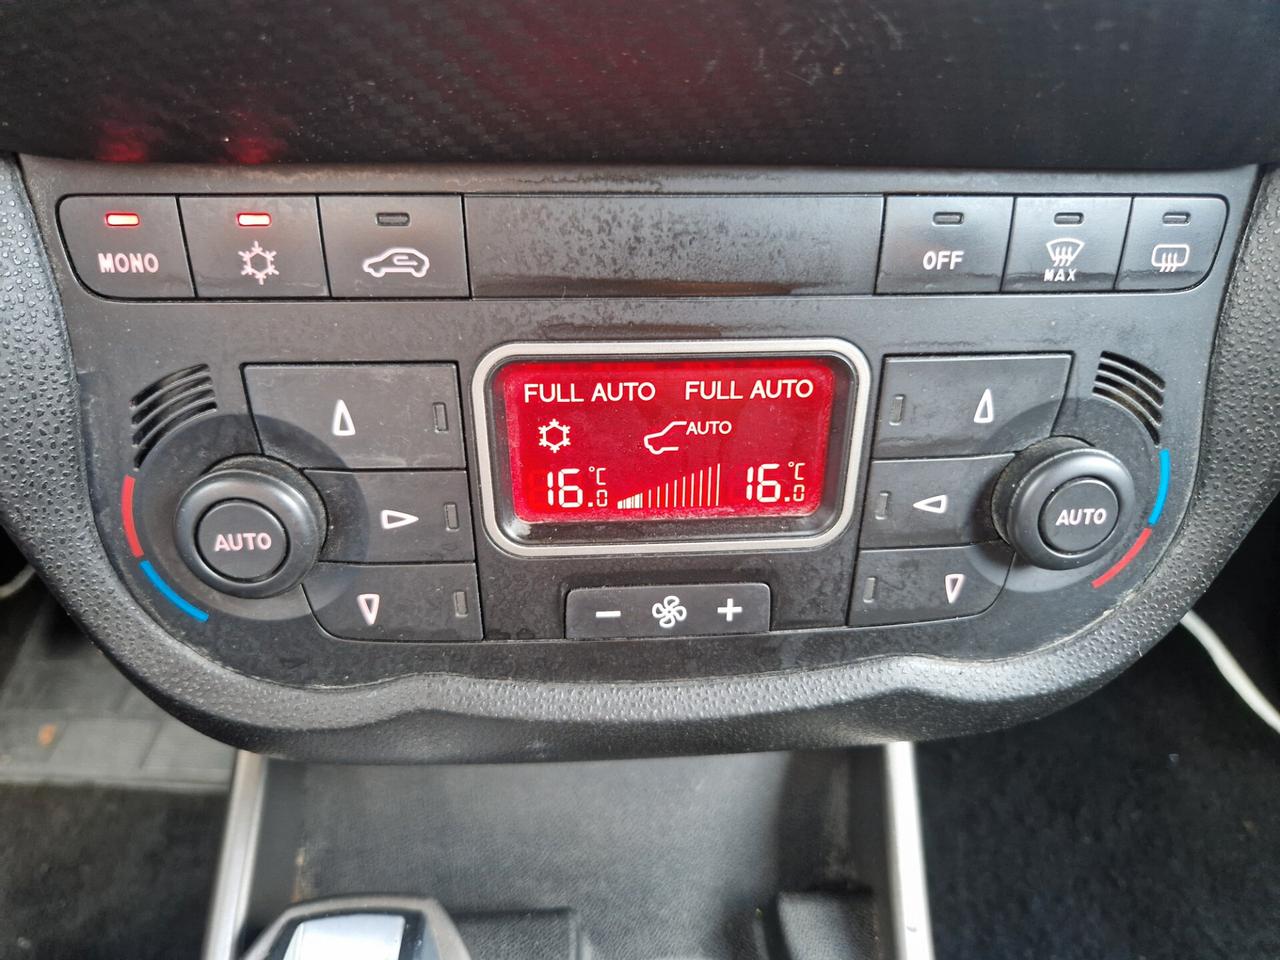 MONO
OFF
MAX
FULL AUTO FULL AUTO
AUTO
16.0 °C 16.0 °C
AUTO
AUTO
− +